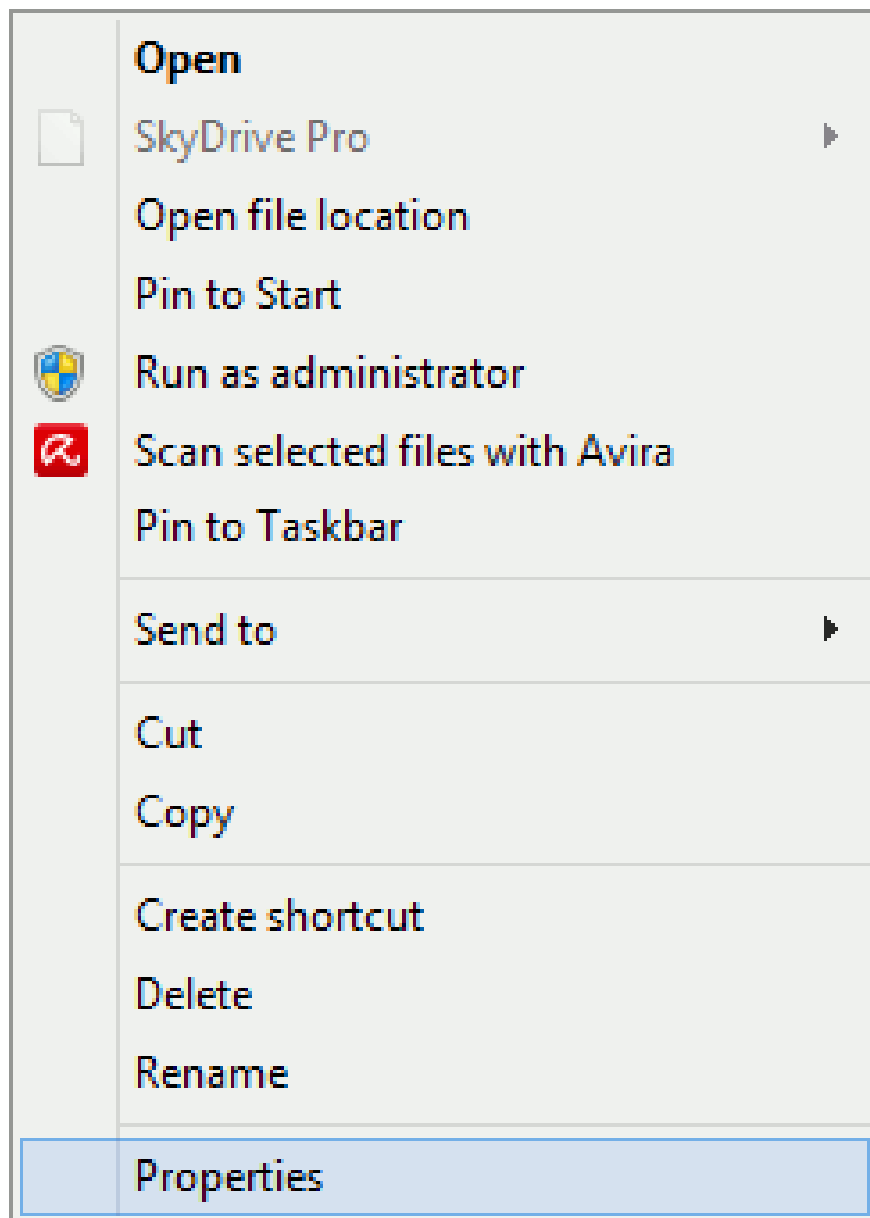 Open
SkyDrive Pro
Open file location
Pin to Start
Run as administrator
Scan selected files with Avira
Pin to Taskbar
Send to
Cut
Copy
Create shortcut
Delete
Rename
Properties